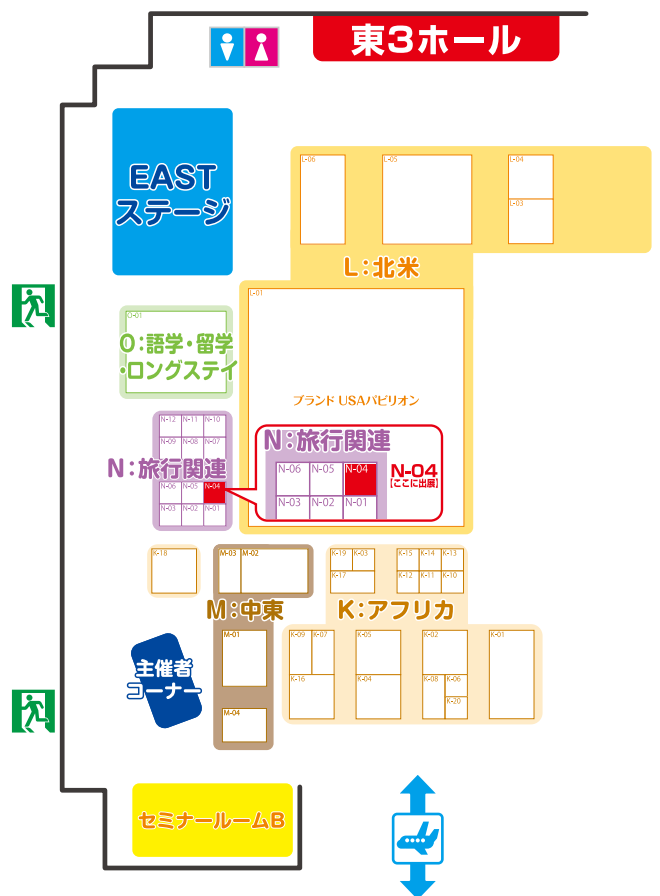 東3ホール
EAST
ステージ
L-06
L-05
L-04
L-03
L:北米
L-01
ブランド USAパビリオン
O-01
O:語学・留学
・ロングステイ
N-12 N-11 N-10
N-09 N-08 N-07
N:旅行関連
N-06 N-05 N-04
N-03 N-02 N-01
N:旅行関連
N-06 N-05 N-04
N-03 N-02 N-01
N-04
【ここに出展】
K-18
M-03 M-02
M:中東
M-01
M-04
K-19 K-03
K-17
K-15 K-14 K-13
K-12 K-11 K-10
K:アフリカ
K-09 K-07
K-16
K-05
K-04
K-02
K-08 K-06
K-20
K-01
主催者
コーナー
セミナールームB